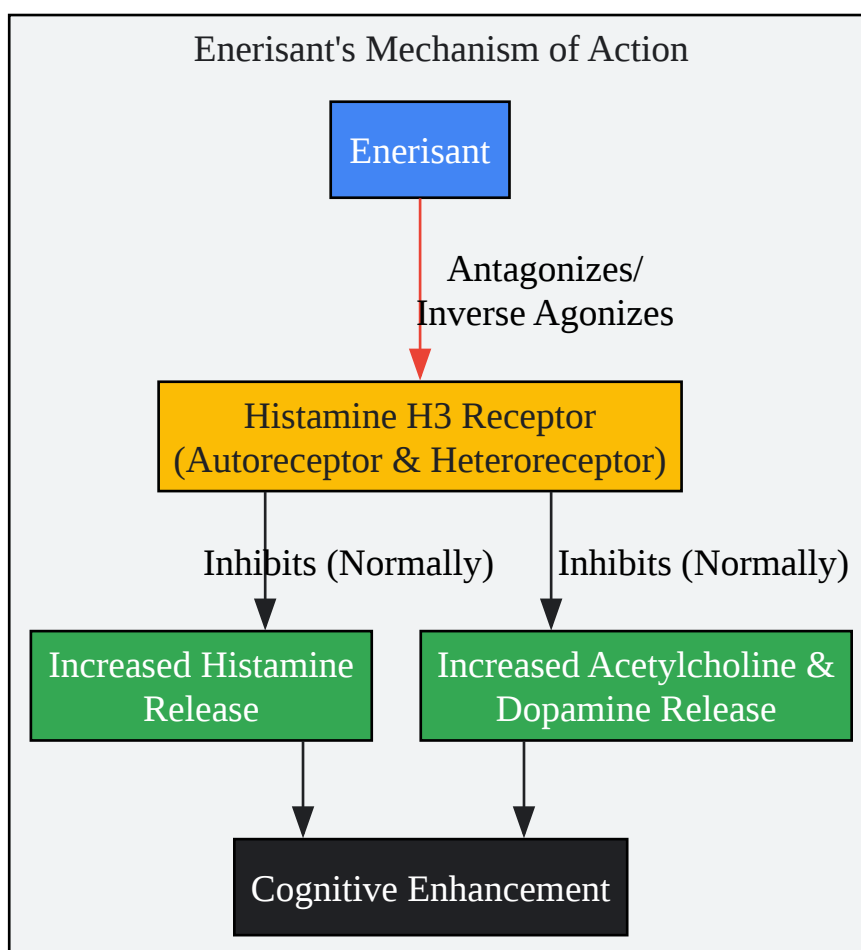 Enerisant's Mechanism of Action
Enerisant
Antagonizes/
Inverse Agonizes
Histamine H3 Receptor
(Autoreceptor & Heteroreceptor)
Inhibits (Normally)
Inhibits (Normally)
Increased Histamine
Release
Increased Acetylcholine &
Dopamine Release
Cognitive Enhancement